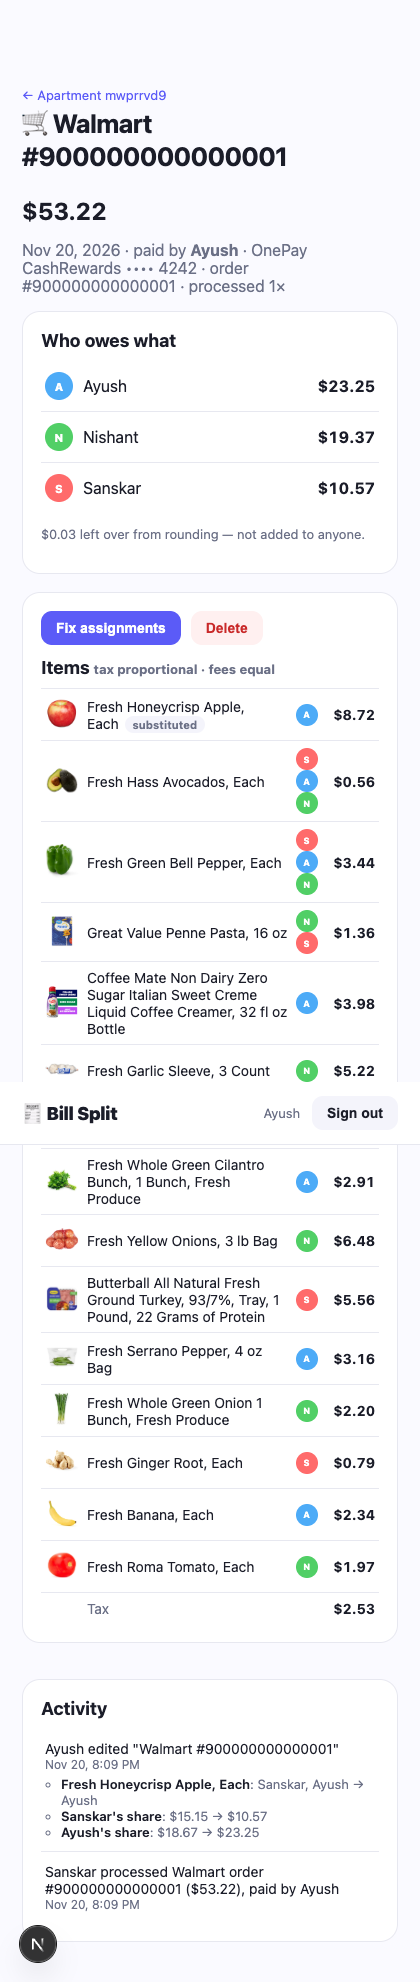 ← Apartment mwprrvd9
Walmart
#900000000000001
$53.22
Nov 20, 2026 · paid by Ayush · OnePay
CashRewards •••• 4242 · order
#900000000000001 · processed 1×
Who owes what
A Ayush $23.25
N Nishant $19.37
S Sanskar $10.57
$0.03 left over from rounding — not added to anyone.
Fix assignments Delete
Items tax proportional · fees equal
Fresh Honeycrisp Apple,
Each substituted A $8.72
S
Fresh Hass Avocados, Each A $0.56
N
S
Fresh Green Bell Pepper, Each A $3.44
N
Great Value Penne Pasta, 16 oz N S $1.36
Coffee Mate Non Dairy Zero
Sugar Italian Sweet Creme
Liquid Coffee Creamer, 32 fl oz
Bottle A $3.98
Fresh Garlic Sleeve, 3 Count N $5.22
Bill Split Ayush Sign out
Fresh Whole Green Cilantro
Bunch, 1 Bunch, Fresh
Produce A $2.91
Fresh Yellow Onions, 3 lb Bag N $6.48
Butterball All Natural Fresh
Ground Turkey, 93/7%, Tray, 1
Pound, 22 Grams of Protein S $5.56
Fresh Serrano Pepper, 4 oz
Bag A $3.16
Fresh Whole Green Onion 1
Bunch, Fresh Produce N $2.20
Fresh Ginger Root, Each S $0.79
Fresh Banana, Each A $2.34
Fresh Roma Tomato, Each N $1.97
Tax $2.53
Activity
Ayush edited "Walmart #900000000000001"
Nov 20, 8:09 PM
Fresh Honeycrisp Apple, Each: Sanskar, Ayush →
Ayush
Sanskar's share: $15.15 → $10.57
Ayush's share: $18.67 → $23.25
Sanskar processed Walmart order
#900000000000001 ($53.22), paid by Ayush
Nov 20, 8:09 PM
N